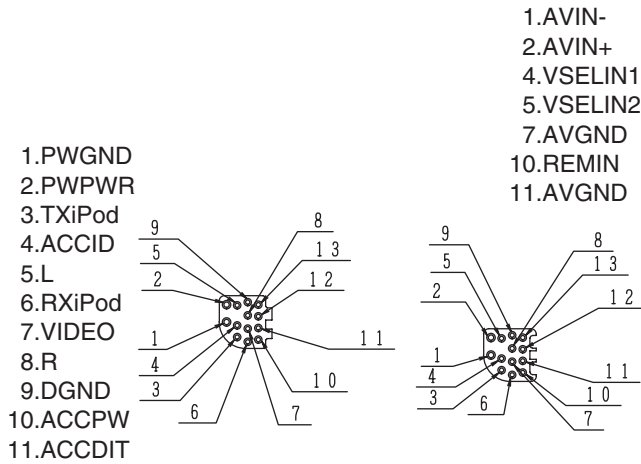 1.AVIN-
2.AVIN+
4.VSELIN1
5.VSELIN2
7.AVGND
10.REMIN
11.AVGND
1.PWGND
2.PWPWR
3.TXiPod
4.ACCID
5.L
6.RXiPod
7.VIDEO
8.R
9.DGND
10.ACCPW
11.ACCDIT
9
8
5
13
2
12
1
11
4
3
10
6
7
9
8
5
13
2
12
1
11
4
3
10
6
7